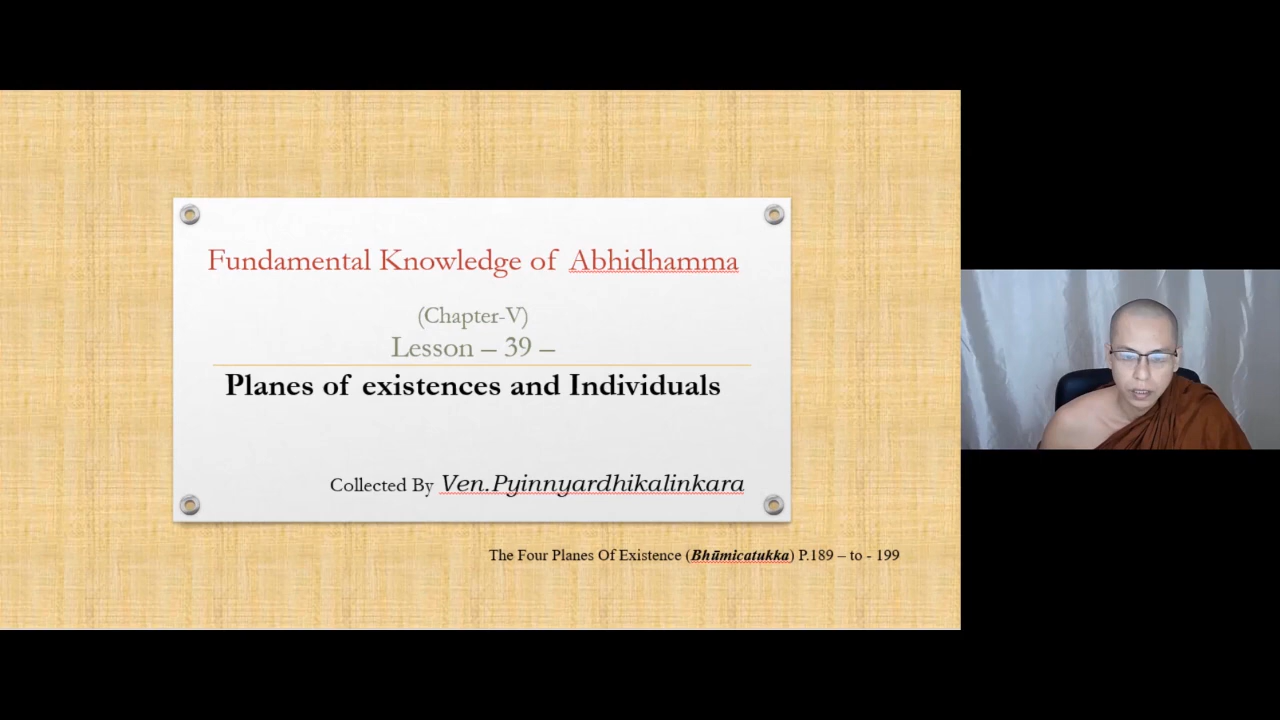 Fundamental Knowledge of Abhidhamma
(Chapter-V)
Lesson – 39 –
Planes of existences and Individuals
Collected By Ven.Pyinnyardhikalinkara
The Four Planes Of Existence (Bhūmicatukka) P.189 – to - 199